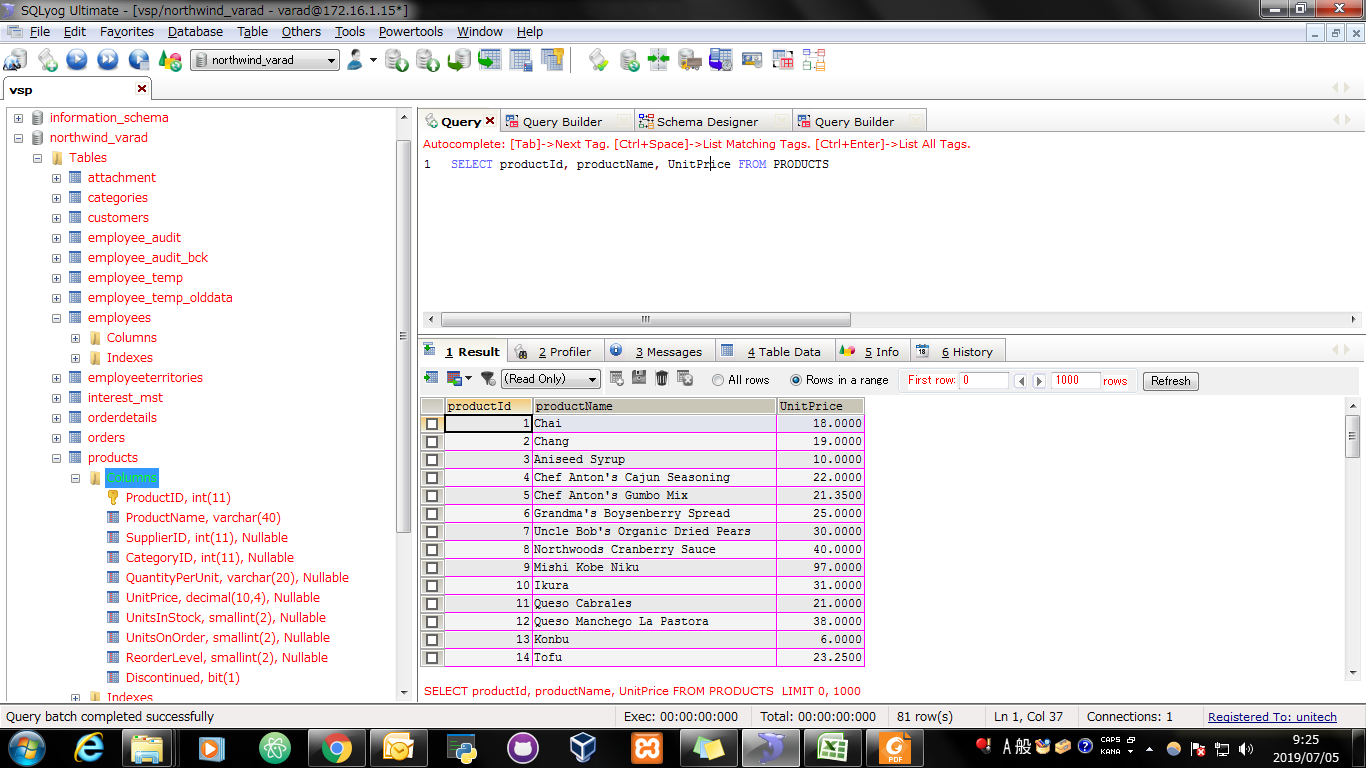 SQLyog Ultimate - [vsp/northwind_varad - varad@172.16.1.15*]
File Edit Favorites Database Table Others Tools Powertools Window Help
northwind_varad
vsp
information_schema
northwind_varad
Tables
attachment
categories
customers
employee_audit
employee_audit_bck
employee_temp
employee_temp_olddata
employees
Columns
Indexes
employeeterritories
interest_mst
orderdetails
orders
products
Columns
ProductID, int(11)
ProductName, varchar(40)
SupplierID, int(11), Nullable
CategoryID, int(11), Nullable
QuantityPerUnit, varchar(20), Nullable
UnitPrice, decimal(10,4), Nullable
UnitsInStock, smallint(2), Nullable
UnitsOnOrder, smallint(2), Nullable
ReorderLevel, smallint(2), Nullable
Discontinued, bit(1)
Indexes
Query Query Builder Schema Designer Query Builder
Autocomplete: [Tab]->Next Tag. [Ctrl+Space]->List Matching Tags. [Ctrl+Enter]->List All Tags.
1 SELECT productId, productName, UnitPrice FROM PRODUCTS
1 Result 2 Profiler 3 Messages 4 Table Data 5 Info 18 6 History
(Read Only) All rows Rows in a range First row: 0 1000 rows Refresh
productId productName UnitPrice
1 Chai 18.0000
2 Chang 19.0000
3 Aniseed Syrup 10.0000
4 Chef Anton's Cajun Seasoning 22.0000
5 Chef Anton's Gumbo Mix 21.3500
6 Grandma's Boysenberry Spread 25.0000
7 Uncle Bob's Organic Dried Pears 30.0000
8 Northwoods Cranberry Sauce 40.0000
9 Mishi Kobe Niku 97.0000
10 Ikura 31.0000
11 Queso Cabrales 21.0000
12 Queso Manchego La Pastora 38.0000
13 Konbu 6.0000
14 Tofu 23.2500
SELECT productId, productName, UnitPrice FROM PRODUCTS LIMIT 0, 1000
Query batch completed successfully Exec: 00:00:00:000 Total: 00:00:00:000 81 row(s) Ln 1, Col 37 Connections: 1 Registered To: unitech
PDF
A 般 CAPS KANA
9:25
2019/07/05